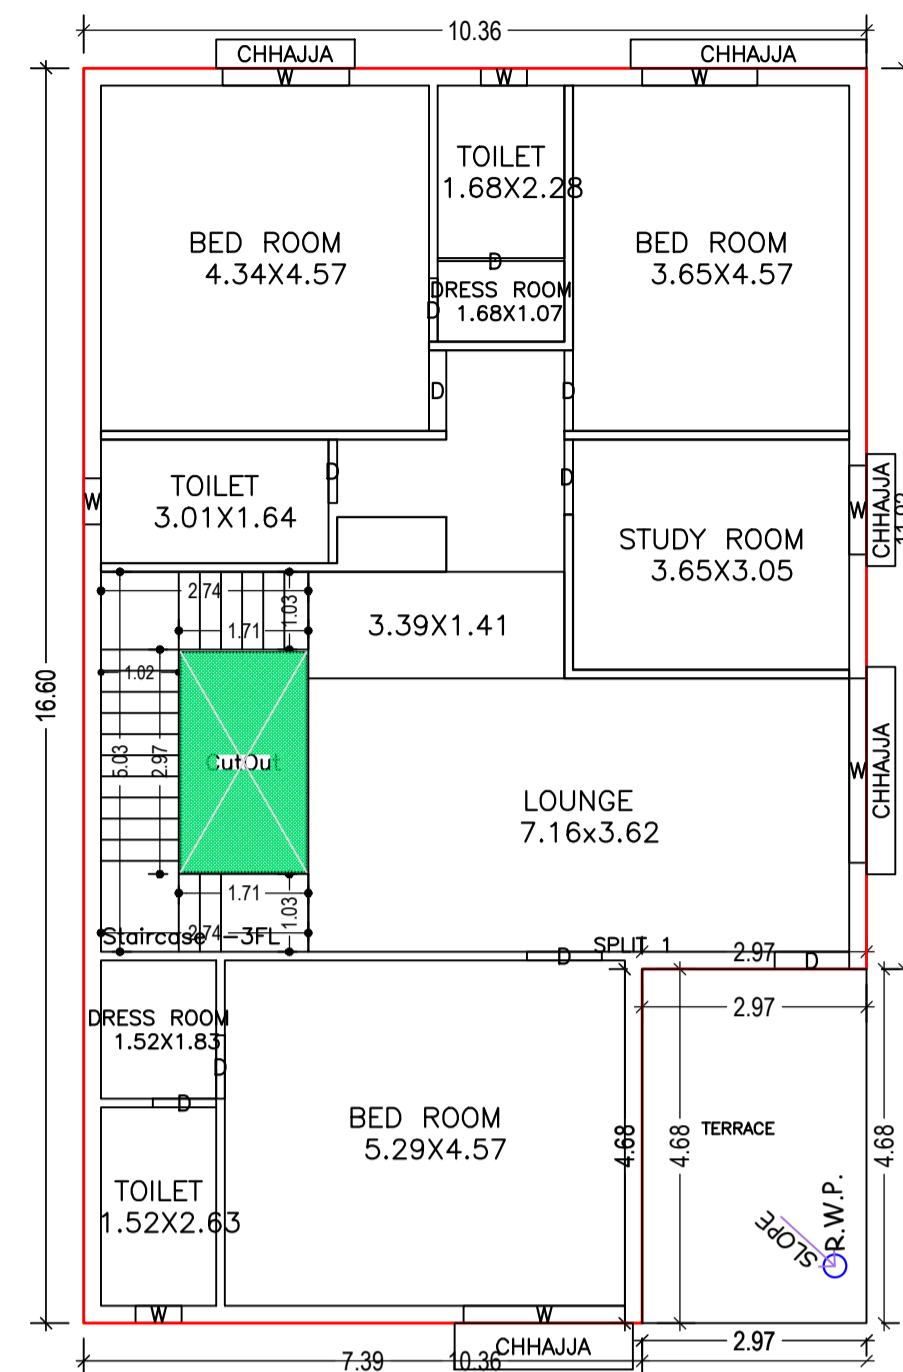 10.36
CHHAJJA
CHHAJJA
W
W
W
TOILET
1.68X2.28
BED ROOM
4.34X4.57
BED ROOM
3.65X4.57
D
DRESS ROOM
1.68X1.07
D
D
D
TOILET
3.01X1.64
D
D
W
STUDY ROOM
3.65X3.05
W
CHHAJJA
2.74
1.03
1.71
3.39X1.41
1.02
16.60
5.03
2.97
CutOut
LOUNGE
7.16x3.62
W
CHHAJJA
1.71
1.03
2.74
Staircase -3FL
SPLIT 1
D
2.97
D
2.97
DRESS ROOM
1.52X1.83
D
D
BED ROOM
5.29X4.57
4.68
4.68
TERRACE
4.68
TOILET
1.52X2.63
R.W.P.
SLOPE
W
W
CHHAJJA
2.97
7.39
10.36